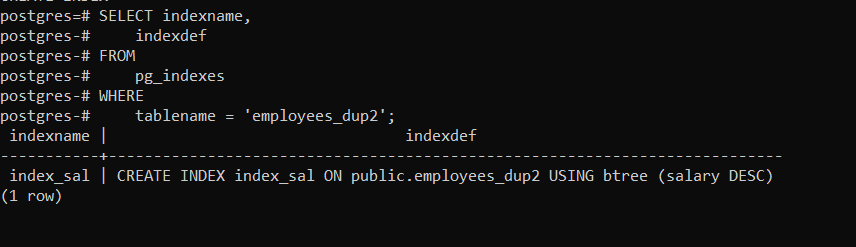 postgres=# SELECT indexname,
postgres-#     indexdef
postgres-# FROM
postgres-#     pg_indexes
postgres-# WHERE
postgres-#     tablename = 'employees_dup2';
 indexname |                                 indexdef
-----------+--------------------------------------------------------------------------
 index_sal | CREATE INDEX index_sal ON public.employees_dup2 USING btree (salary DESC)
(1 row)